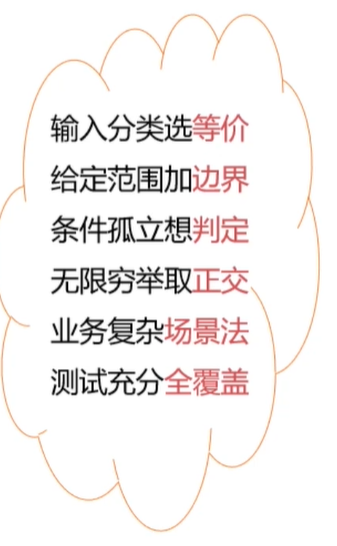 输入分类选等价
给定范围加边界
条件孤立想判定
无限穷举取正交
业务复杂场景法
测试充分全覆盖